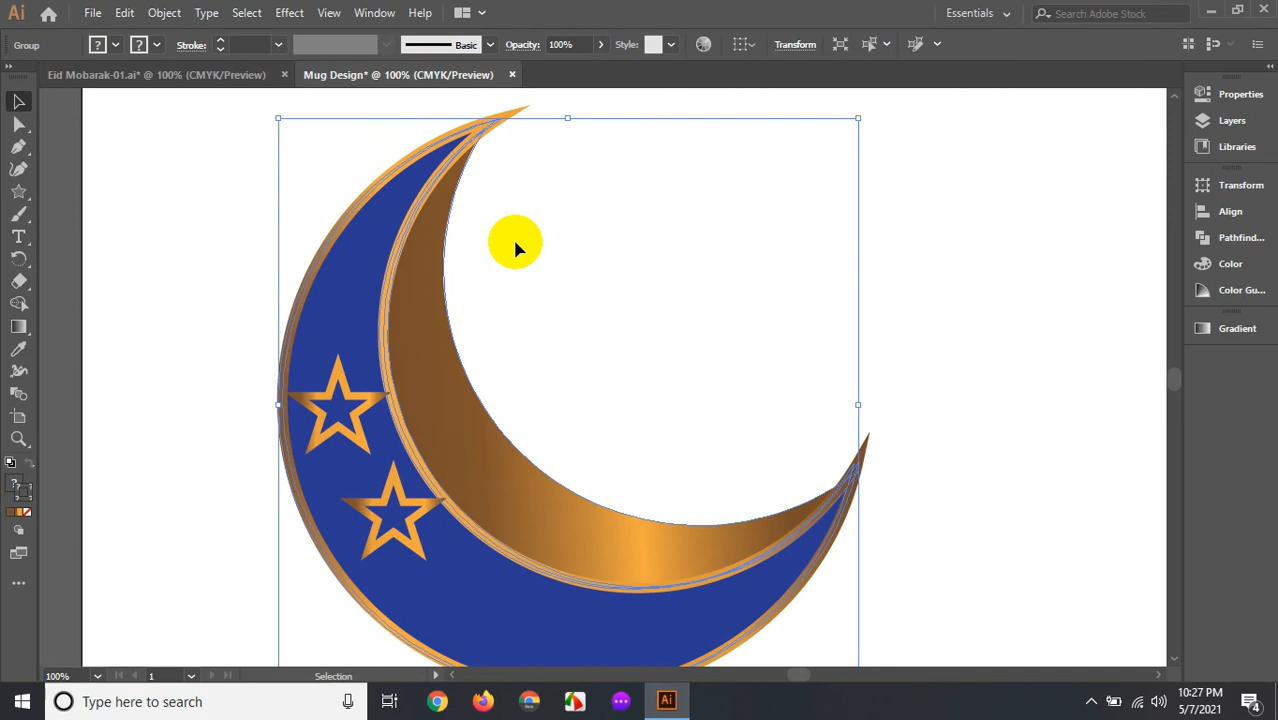 Ai File Edit Object Type Select Effect View Window Help Essentials Search Adobe Stock
Group ? ? Stroke: Basic Opacity: 100% Style: Transform
Eid Mobarak-01.ai* @ 100% (CMYK/Preview) × Mug Design* @ 100% (CMYK/Preview) ×
Properties
Layers
Libraries
Transform
Align
Pathfind...
Color
Color Gu...
Gradient
100% 1 Selection
Type here to search
Ai
10:27 PM
5/7/2021
4